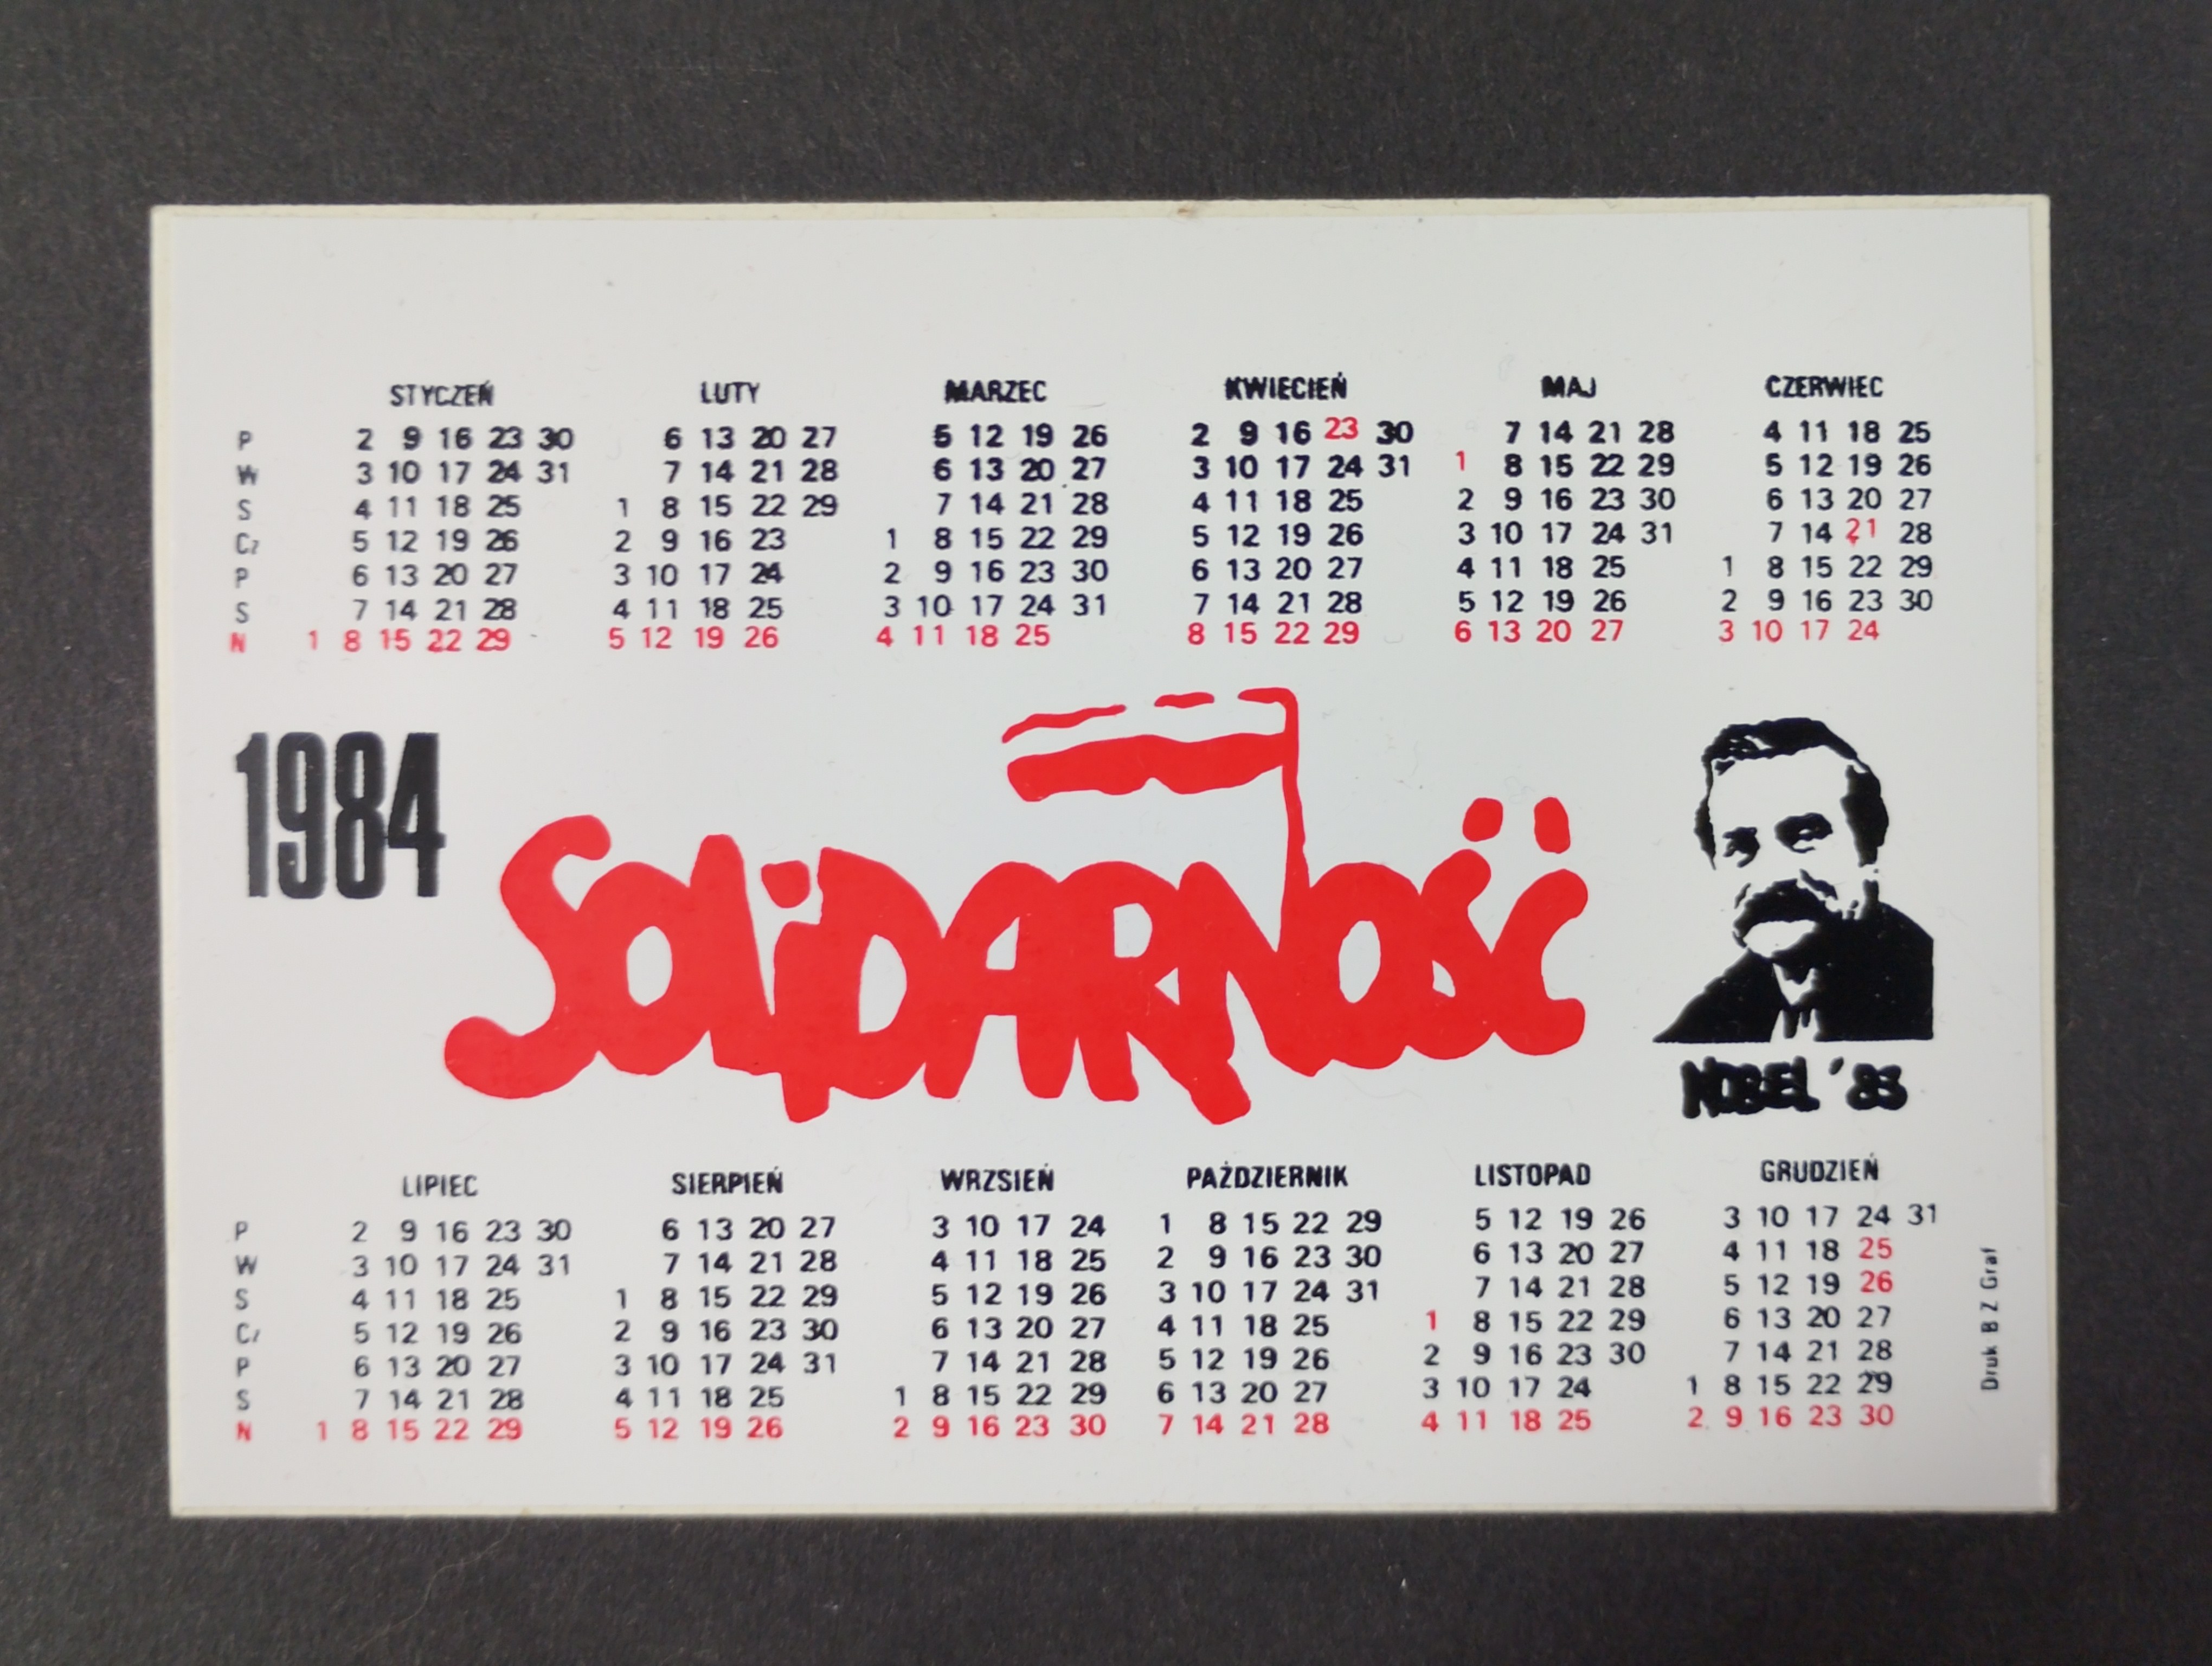 STYCZEŃ LUTY MARZEC KWIECIEŃ MAJ CZERWIEC
P 2 9 16 23 30 6 13 20 27 5 12 19 26 2 9 16 23 30 7 14 21 28 4 11 18 25
W 3 10 17 24 31 7 14 21 28 6 13 20 27 3 10 17 24 31 1 8 15 22 29 5 12 19 26
S 4 11 18 25 1 8 15 22 29 7 14 21 28 4 11 18 25 2 9 16 23 30 6 13 20 27
Cz 5 12 19 26 2 9 16 23 1 8 15 22 29 5 12 19 26 3 10 17 24 31 7 14 21 28
P 6 13 20 27 3 10 17 24 2 9 16 23 30 6 13 20 27 4 11 18 25 1 8 15 22 29
S 7 14 21 28 4 11 18 25 3 10 17 24 31 7 14 21 28 5 12 19 26 2 9 16 23 30
N 1 8 15 22 29 5 12 19 26 4 11 18 25 8 15 22 29 6 13 20 27 3 10 17 24
1984
SOLiDARNOŚĆ
NOBEL '83
LIPIEC SIERPIEŃ WRZSIEŃ PAŻDZIERNIK LISTOPAD GRUDZIEŃ
P 2 9 16 23 30 6 13 20 27 3 10 17 24 1 8 15 22 29 5 12 19 26 3 10 17 24 31
W 3 10 17 24 31 7 14 21 28 4 11 18 25 2 9 16 23 30 6 13 20 27 4 11 18 25
S 4 11 18 25 1 8 15 22 29 5 12 19 26 3 10 17 24 31 7 14 21 28 5 12 19 26
Cz 5 12 19 26 2 9 16 23 30 6 13 20 27 4 11 18 25 1 8 15 22 29 6 13 20 27
P 6 13 20 27 3 10 17 24 31 7 14 21 28 5 12 19 26 2 9 16 23 30 7 14 21 28
S 7 14 21 28 4 11 18 25 1 8 15 22 29 6 13 20 27 3 10 17 24 1 8 15 22 29
N 1 8 15 22 29 5 12 19 26 2 9 16 23 30 7 14 21 28 4 11 18 25 2 9 16 23 30
Druk B Z Graf